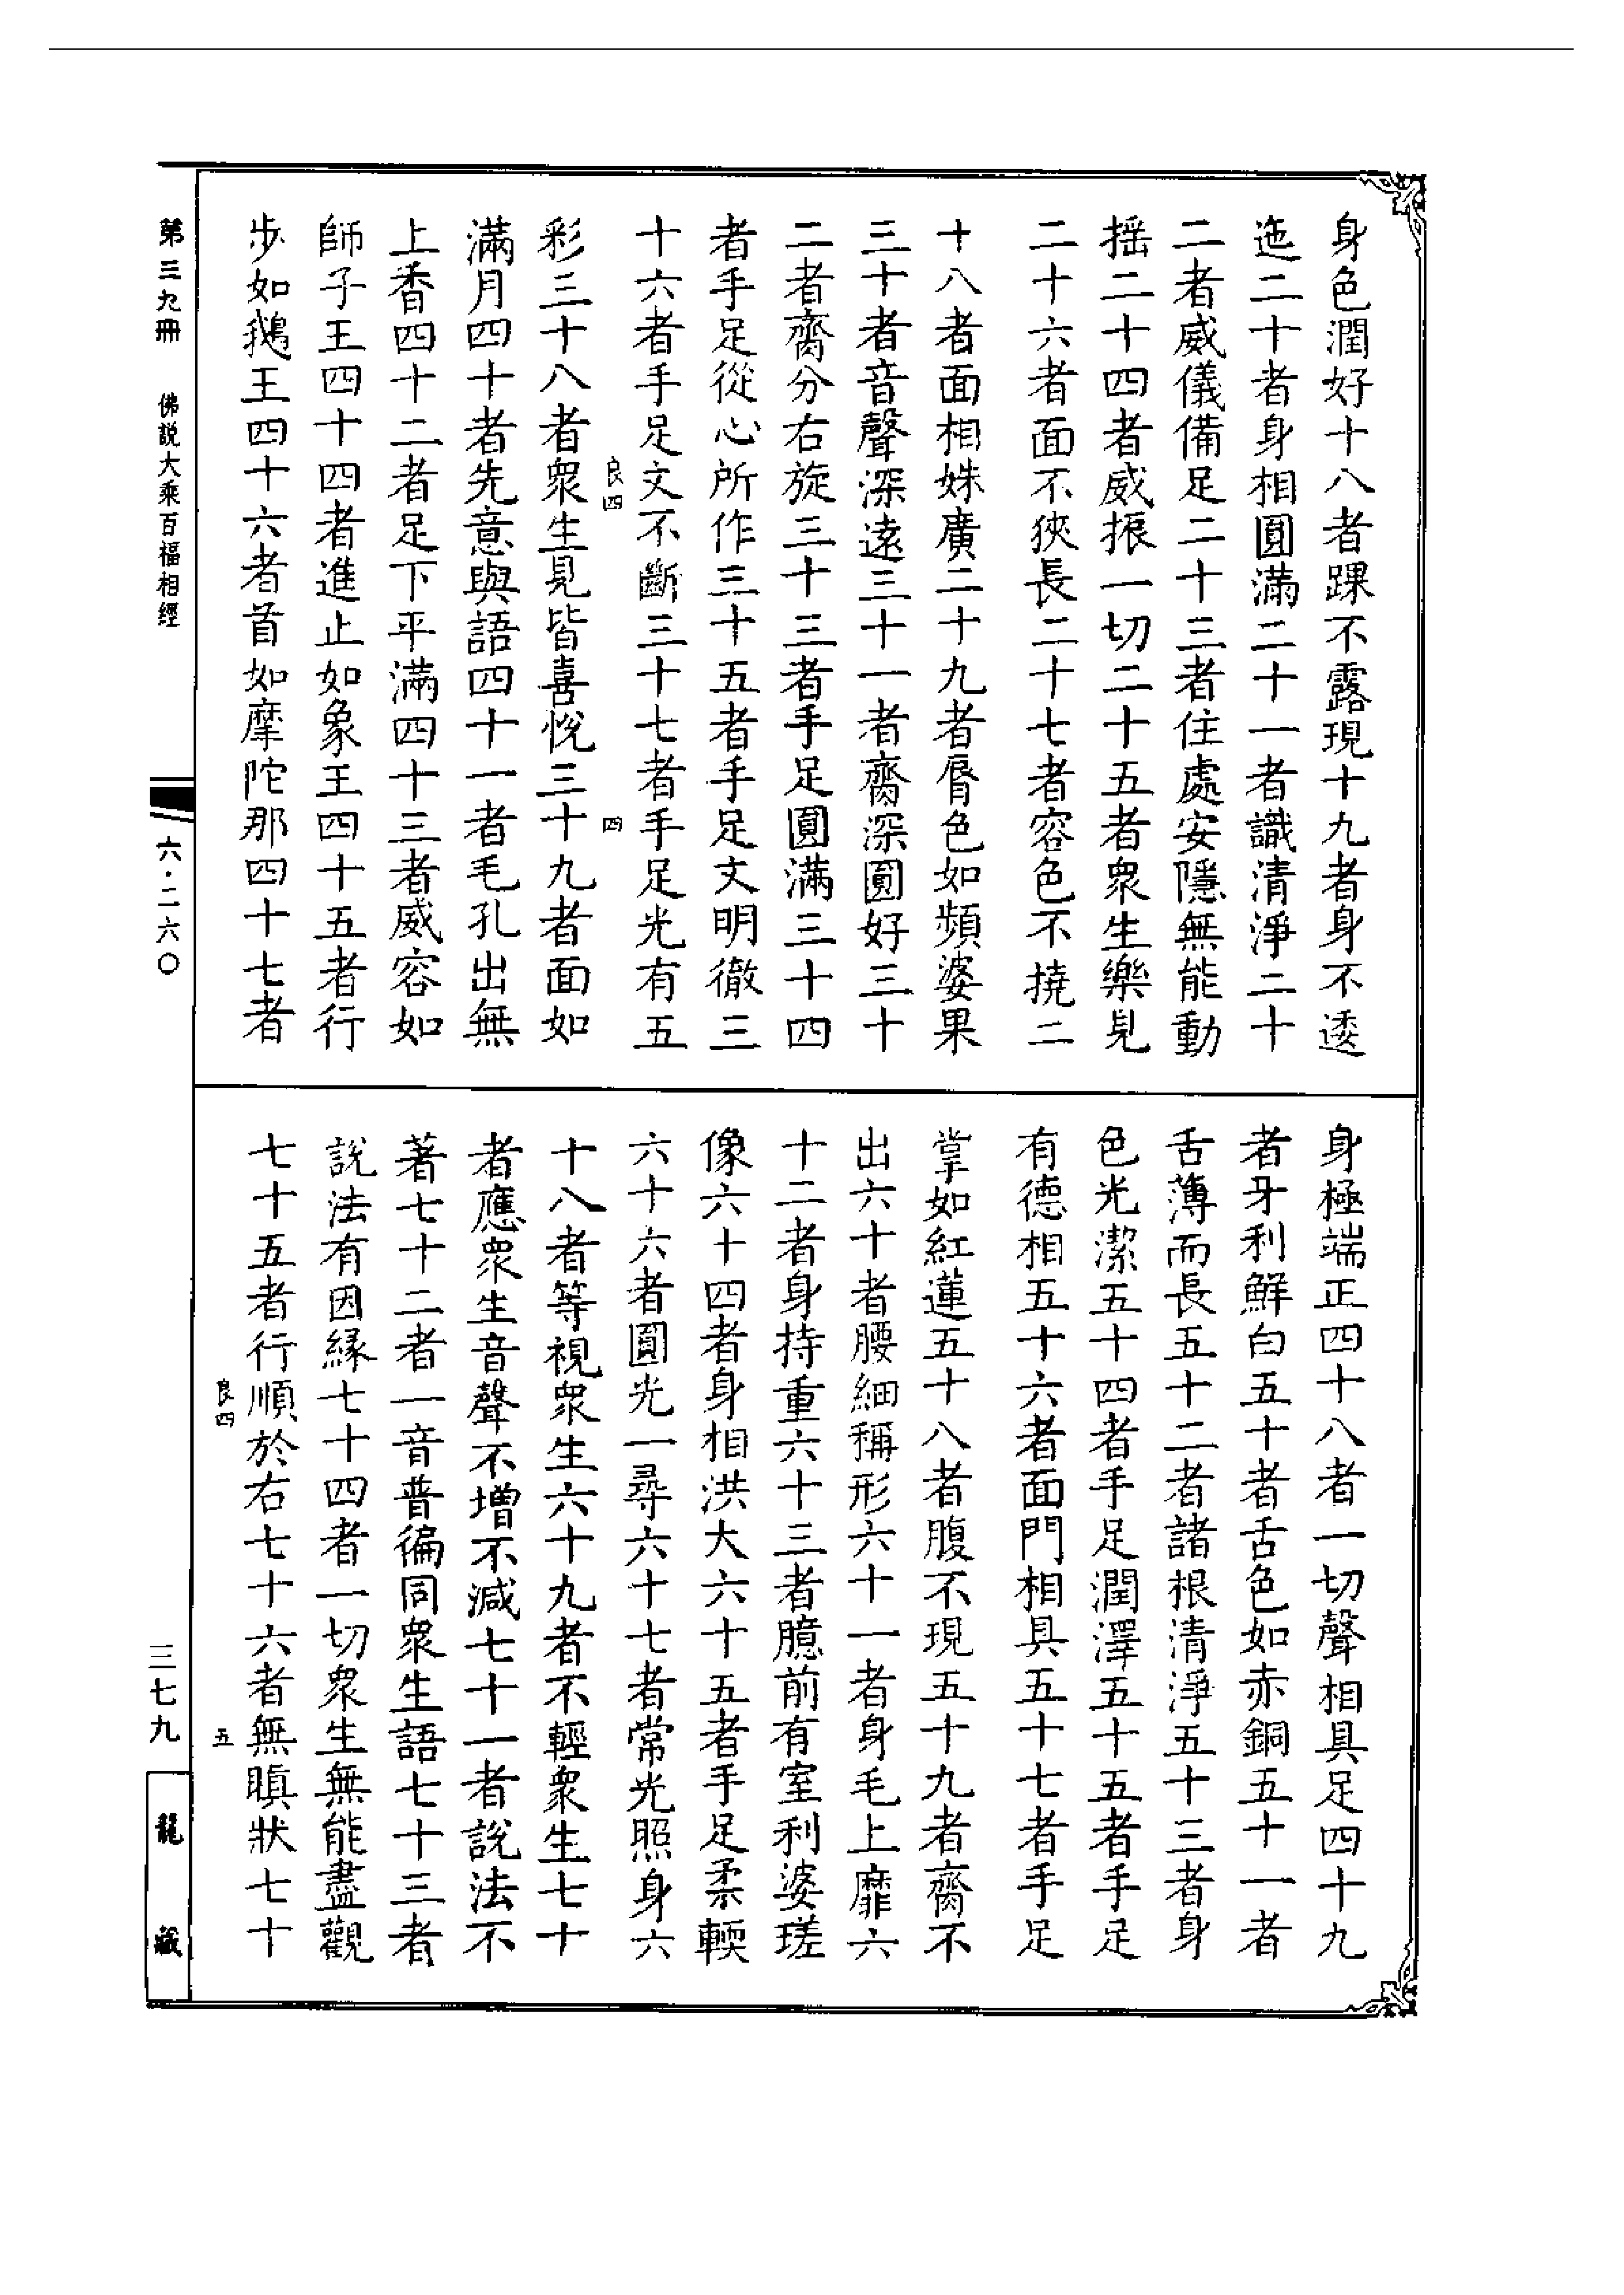 身色潤好十八者踝不露現十九者身不逶
迤二十者身相圓滿二十一者識清淨二十
二者威儀備足二十三者住處安隱無能動
搖二十四者威振一切二十五者衆生樂見
二十六者面不狹長二十七者容色不撓二
十八者面相姝廣二十九者脣色如頻婆果
三十者音聲深遠三十一者齎深圓好三十
二者齎分右旋三十三者手足圓滿三十四
者手足從心所作三十五者手足文明徹三
十六者手足文不斷三十七者手足光有五
良四
四
彩三十八者衆生見皆喜悅三十九者面如
滿月四十者先意與語四十一者毛孔出無
上香四十二者足下平滿四十三者威容如
師子王四十四者進止如象王四十五者行
步如鵝王四十六者首如摩陀那四十七者
身極端正四十八者一切聲相具足四十九
者牙利鮮白五十者舌色如赤銅五十一者
舌薄而長五十二者諸根清淨五十三者身
色光潔五十四者手足潤澤五十五者手足
有德相五十六者面門相具五十七者手足
掌如紅蓮五十八者腹不現五十九者齎不
出六十者腰細稱形六十一者身毛上靡六
十二者身持重六十三者臆前有室利婆瑳
像六十四者身相洪大六十五者手足柔輭
六十六者圓光一尋六十七者常光照身六
十八者等視衆生六十九者不輕衆生七十
者應衆生音聲不增不減七十一者說法不
著七十二者一音普徧同衆生語七十三者
說法有因緣七十四者一切衆生無能盡觀
七十五者行順於右七十六者無瞋狀七十
良四
五
第三九冊 佛說大乘百福相經
六·二六〇
三七九
龍藏